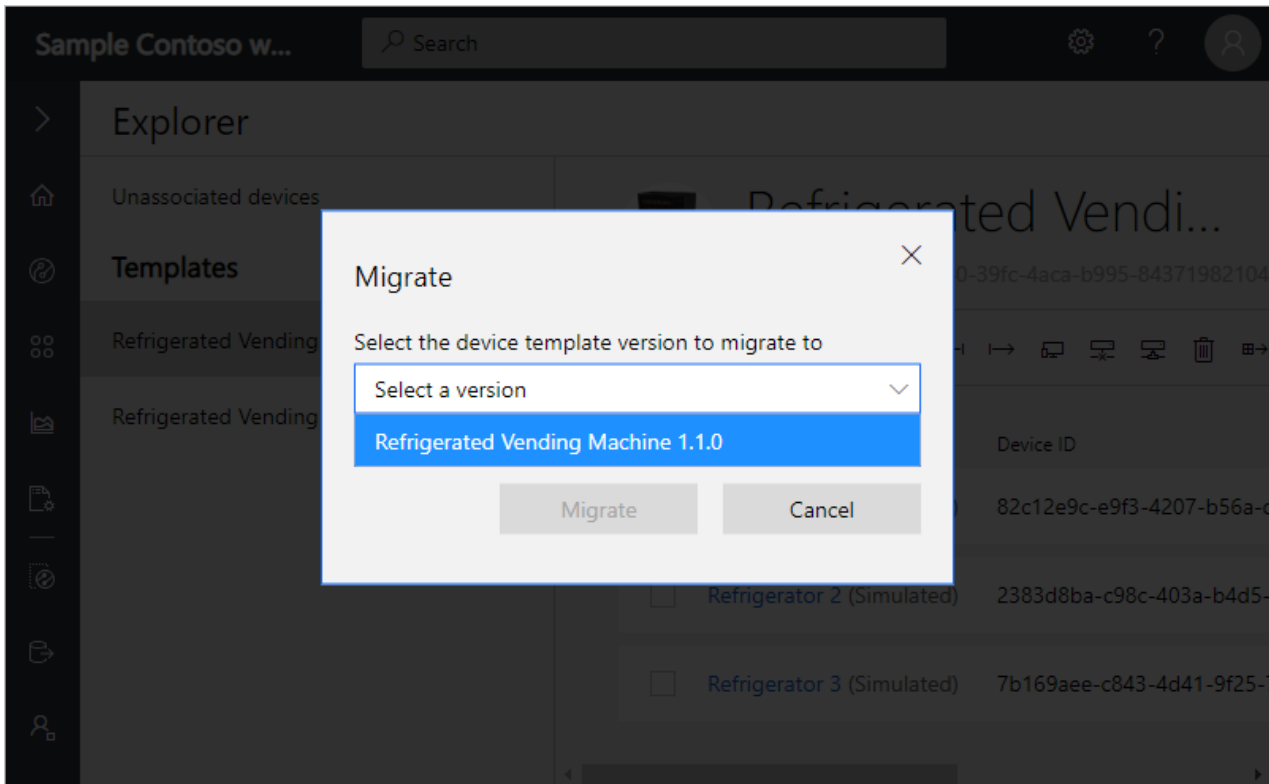 Sample Contoso w...
Search
?
Explorer
Unassociated devices
Templates
Refrigerated Vending
Refrigerated Vending
Refrigerated Vendi...
0-39fc-4aca-b995-84371982104
Migrate
Select the device template version to migrate to
Select a version
Refrigerated Vending Machine 1.1.0
Migrate
Cancel
Device ID
82c12e9c-e9f3-4207-b56a-
Refrigerator 2 (Simulated)
2383d8ba-c98c-403a-b4d5-
Refrigerator 3 (Simulated)
7b169aee-c843-4d41-9f25-